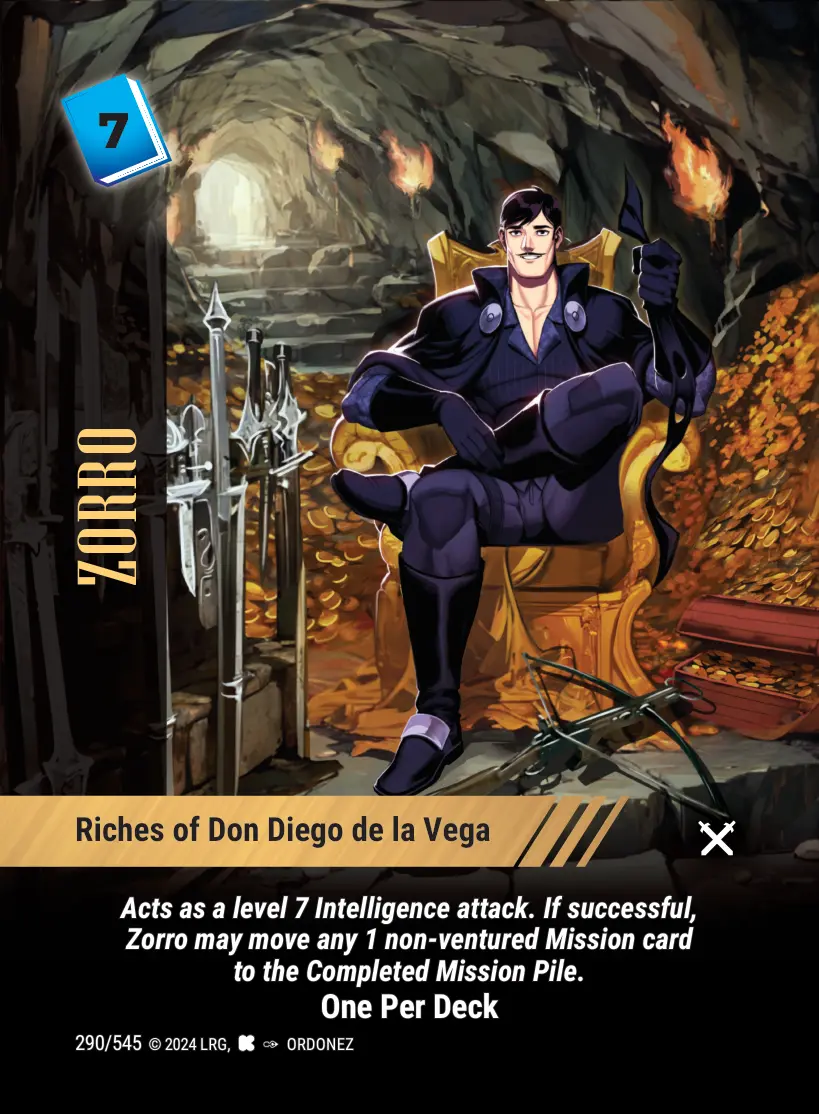 7
ZORRO
Riches of Don Diego de la Vega
Acts as a level 7 Intelligence attack. If successful,
Zorro may move any 1 non-ventured Mission card
to the Completed Mission Pile.
One Per Deck
290/545 © 2024 LRG, ORDONEZ